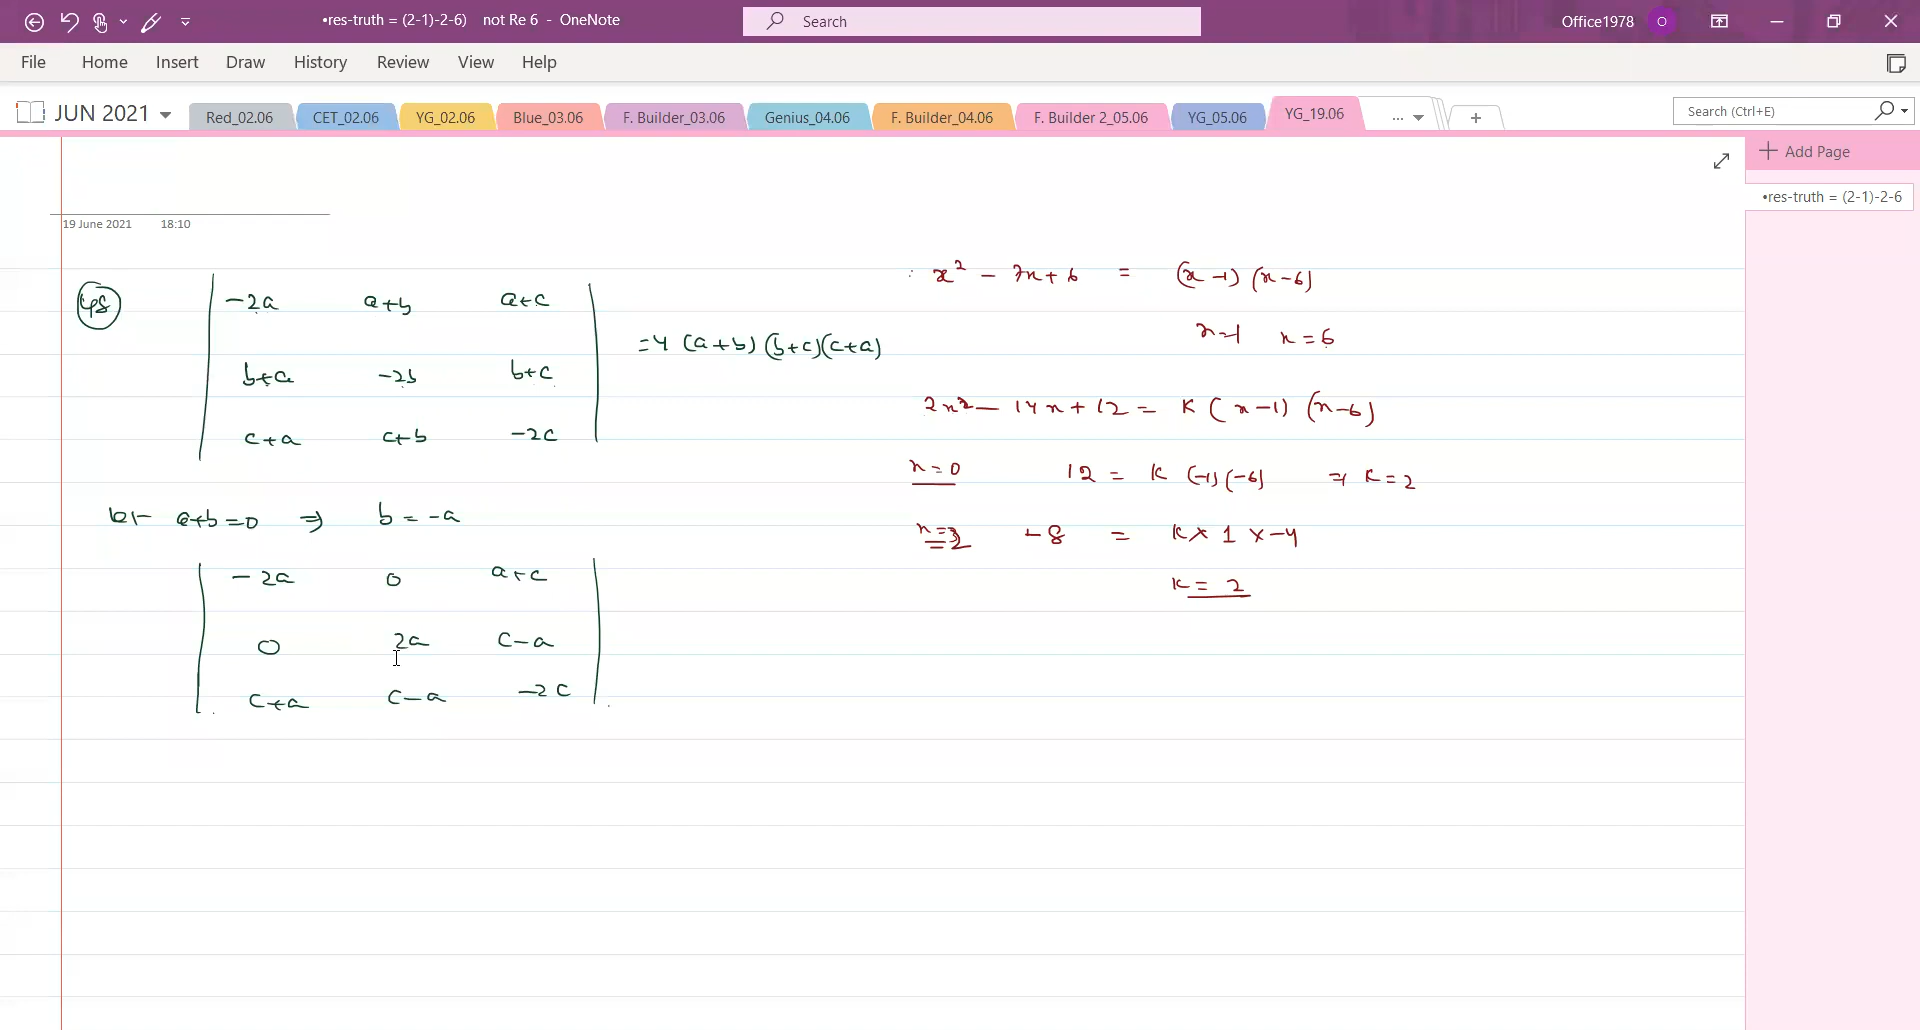 •res-truth = (2-1)-2-6) not Re 6 - OneNote
Search
Office1978
O
File Home Insert Draw History Review View Help
JUN 2021
Red_02.06 CET_02.06 YG_02.06 Blue_03.06 F. Builder_03.06 Genius_04.06 F. Builder_04.06 F. Builder 2_05.06 YG_05.06 YG_19.06 ... +
Search (Ctrl+E)
Add Page
•res-truth = (2-1)-2-6
19 June 2021 18:10
48
-2a a+b a+c
b+a -2b b+c
c+a c+b -2c
=4 (a+b) (b+c)(c+a)
let a+b=0 ⇒ b = -a
-2a 0 a+c
0 2a c-a
c+a c-a -2c
x² - 7x+6 = (x-1) (x-6)
x=1 x=6
2x² - 14x+12 = K (x-1) (x-6)
x=0 12 = K (-1)(-6) ⇒ K=2
-8 = K× 1 × -4
K = 2